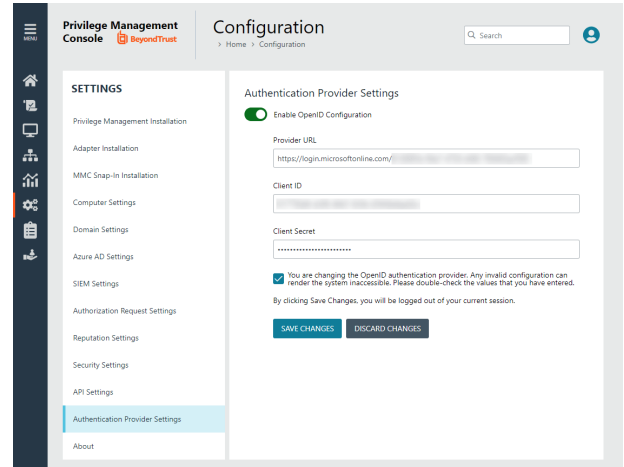 MENU
Privilege Management
Console BeyondTrust
Configuration
› Home › Configuration
Search
SETTINGS
Privilege Management Installation
Adapter Installation
MMC Snap-In Installation
Computer Settings
Domain Settings
Azure AD Settings
SIEM Settings
Authorization Request Settings
Reputation Settings
Security Settings
API Settings
Authentication Provider Settings
About
Authentication Provider Settings
Enable OpenID Configuration
Provider URL
https://login.microsoftonline.com/
Client ID
Client Secret
You are changing the OpenID authentication provider. Any invalid configuration can
render the system inaccessible. Please double-check the values that you have entered.
By clicking Save Changes, you will be logged out of your current session.
SAVE CHANGES
DISCARD CHANGES